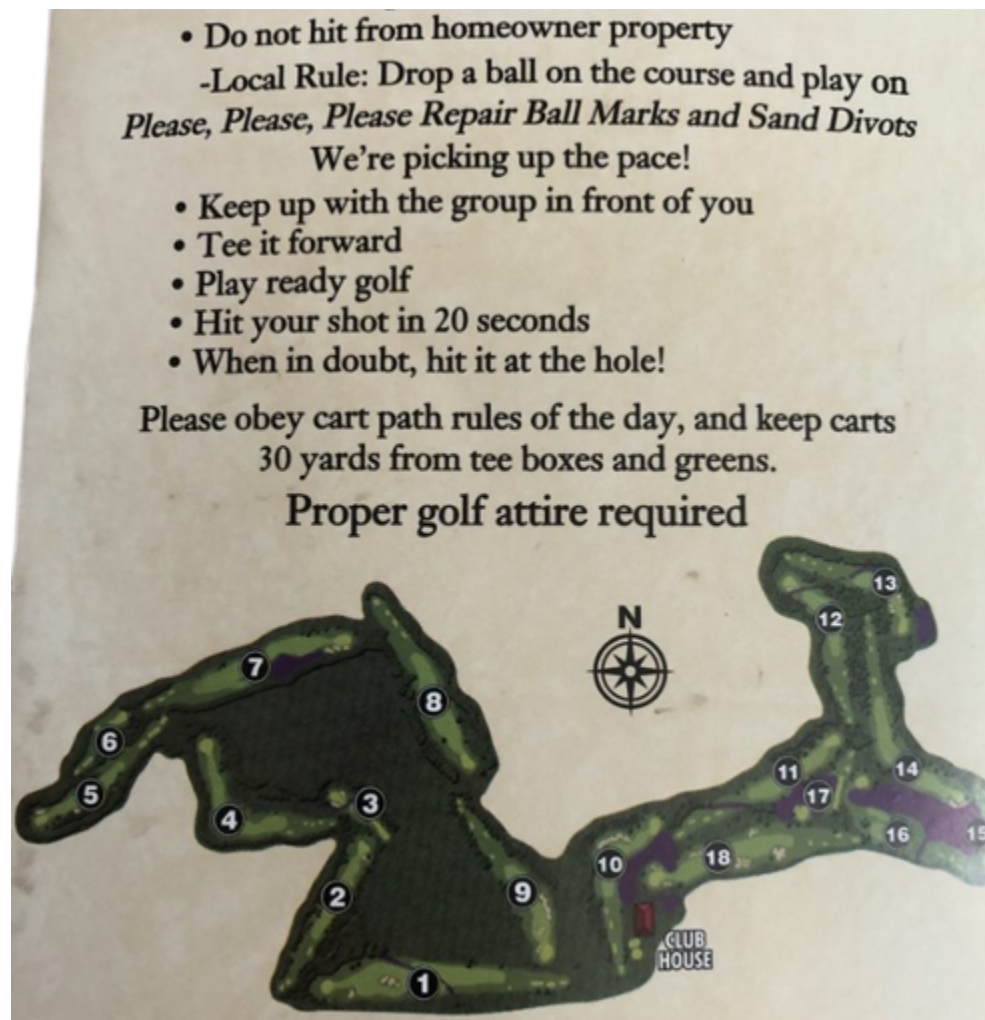 • Do not hit from homeowner property
-Local Rule: Drop a ball on the course and play on
Please, Please, Please Repair Ball Marks and Sand Divots
We're picking up the pace!
• Keep up with the group in front of you
• Tee it forward
• Play ready golf
• Hit your shot in 20 seconds
• When in doubt, hit it at the hole!
Please obey cart path rules of the day, and keep carts
30 yards from tee boxes and greens.
Proper golf attire required
N
13
12
7
8
6
5
11
14
17
3
4
16
15
10
18
2
9
CLUB
HOUSE
1